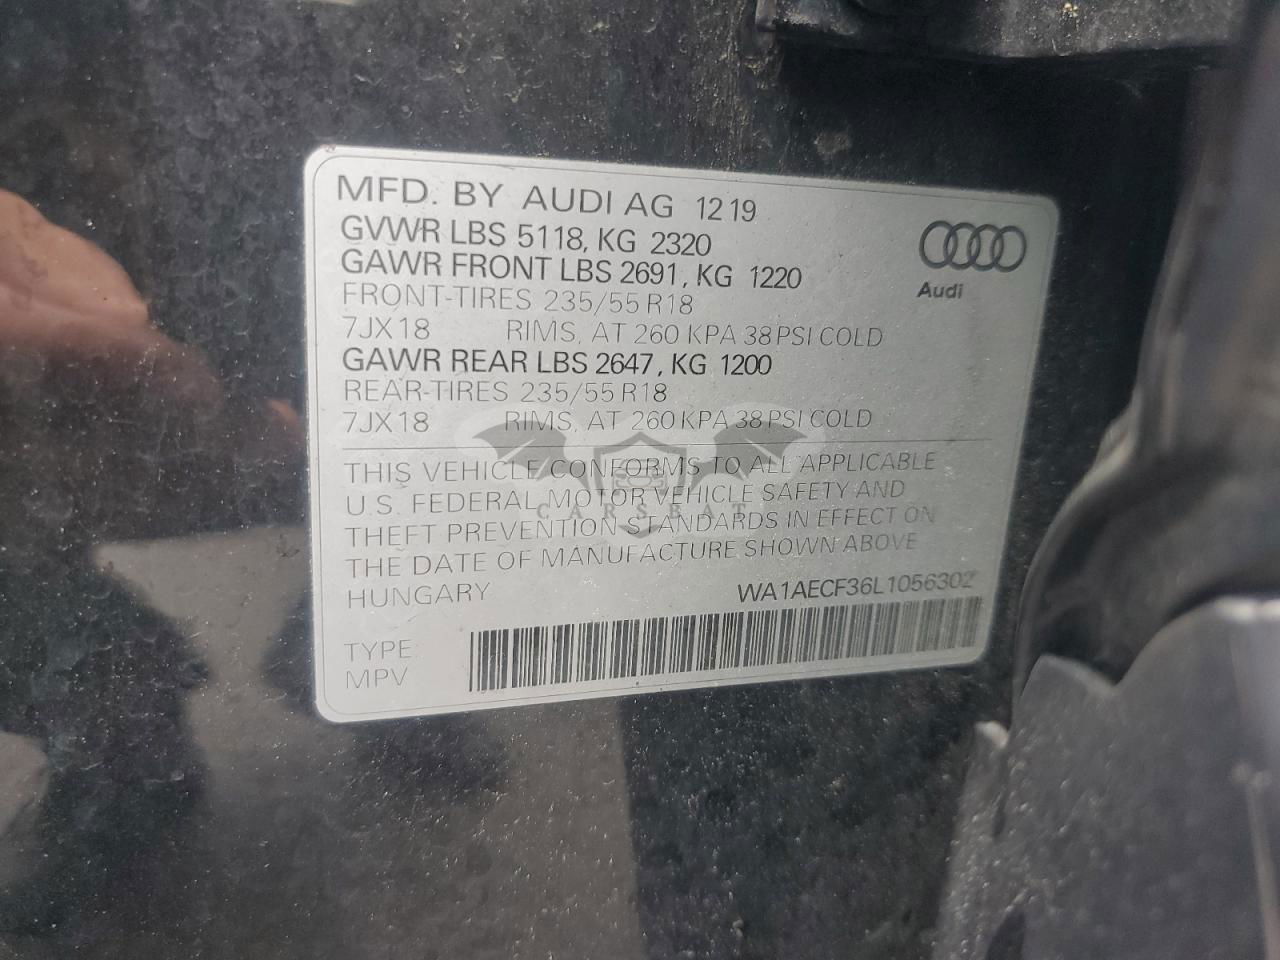 MFD. BY AUDI AG 12 19
GVWR LBS 5118, KG 2320
GAWR FRONT LBS 2691, KG 1220
FRONT-TIRES 235/55 R18
7JX18 RIMS, AT 260 KPA 38 PSI COLD
GAWR REAR LBS 2647, KG 1200
REAR-TIRES 235/55 R18
7JX18 RIMS, AT 260 KPA 38 PSI COLD
Audi
THIS VEHICLE CONFORMS TO ALL APPLICABLE
U.S. FEDERAL MOTOR VEHICLE SAFETY AND
THEFT PREVENTION STANDARDS IN EFFECT ON
THE DATE OF MANUFACTURE SHOWN ABOVE
HUNGARY WA1AECF36L1056302
TYPE:
MPV
CARSBAT